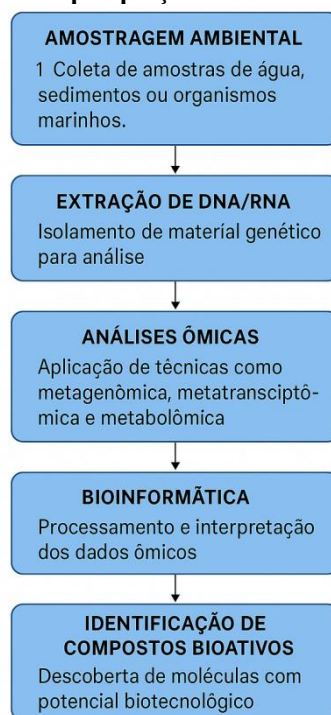 AMOSTRAGEM AMBIENTAL
1 Coleta de amostras de água,
sedimentos ou organismos
marinhos.
EXTRAÇÃO DE DNA/RNA
Isolamento de material genético
para análise
ANÁLISES ÔMICAS
Aplicação de técnicas como
metagenòmica, metatransciptô-
mica e metabolômica
BIOINFORMÃTICA
Processamento e interpretação
dos dados ômicos
IDENTIFICAÇÃO DE
COMPOSTOS BIOATIVOS
Descoberta de moléculas com
potencial biotecnolôgico